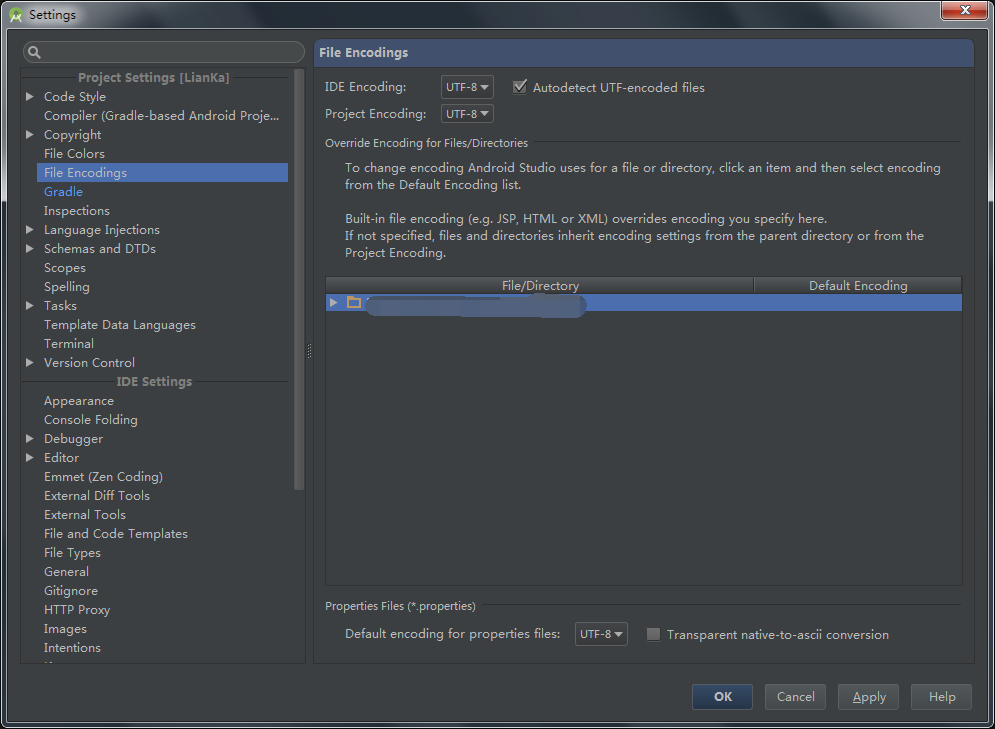 Settings
Project Settings [LianKa]
Code Style
Compiler (Gradle-based Android Proje...
Copyright
File Colors
File Encodings
Gradle
Inspections
Language Injections
Schemas and DTDs
Scopes
Spelling
Tasks
Template Data Languages
Terminal
Version Control
IDE Settings
Appearance
Console Folding
Debugger
Editor
Emmet (Zen Coding)
External Diff Tools
External Tools
File and Code Templates
File Types
General
Gitignore
HTTP Proxy
Images
Intentions
File Encodings
IDE Encoding: UTF-8 Autodetect UTF-encoded files
Project Encoding: UTF-8
Override Encoding for Files/Directories
To change encoding Android Studio uses for a file or directory, click an item and then select encoding
from the Default Encoding list.
Built-in file encoding (e.g. JSP, HTML or XML) overrides encoding you specify here.
If not specified, files and directories inherit encoding settings from the parent directory or from the
Project Encoding.
File/Directory Default Encoding
Properties Files (*.properties)
Default encoding for properties files: UTF-8 Transparent native-to-ascii conversion
OK Cancel Apply Help